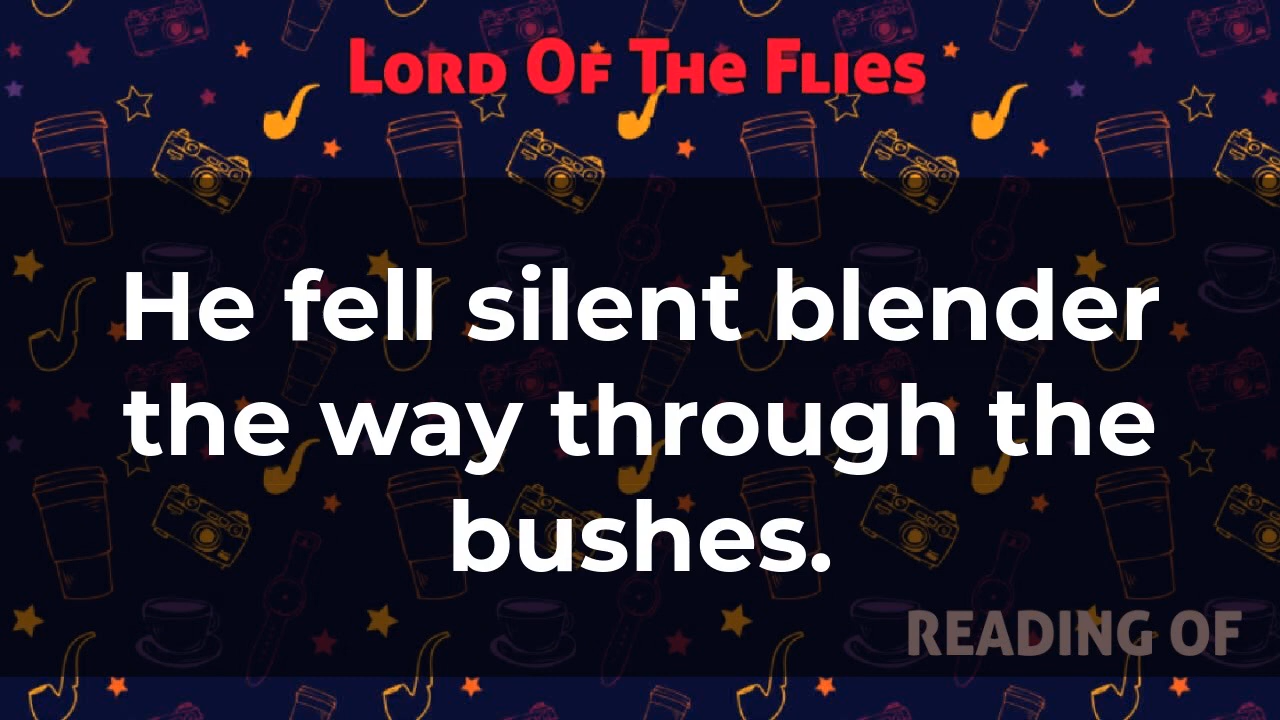 Lord Of The Flies
He fell silent blender
the way through the
bushes.
READING OF